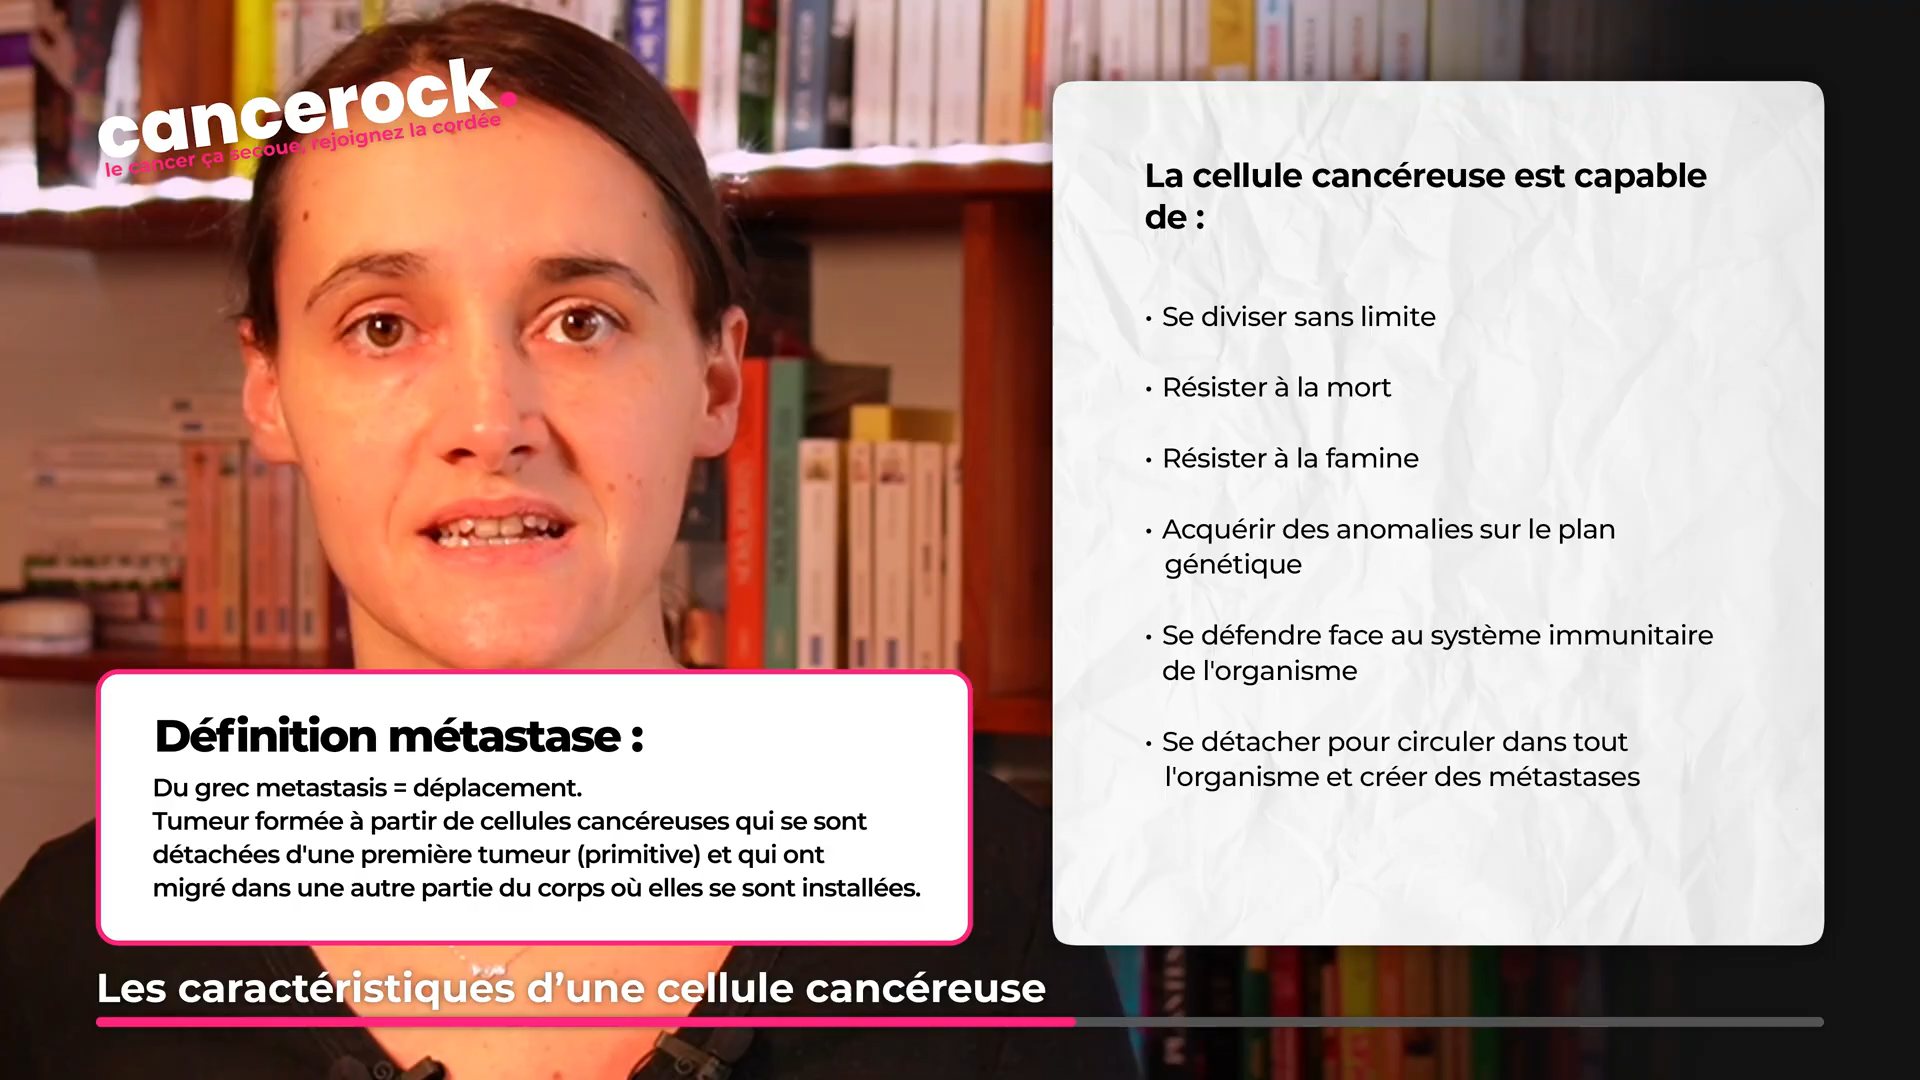 cancerock.
le cancer ça secoue, rejoignez la cordée
La cellule cancéreuse est capable
de :
• Se diviser sans limite
• Résister à la mort
• Résister à la famine
• Acquérir des anomalies sur le plan
génétique
• Se défendre face au système immunitaire
de l'organisme
• Se détacher pour circuler dans tout
l'organisme et créer des métastases
Définition métastase :
Du grec metastasis = déplacement.
Tumeur formée à partir de cellules cancéreuses qui se sont
détachées d'une première tumeur (primitive) et qui ont
migré dans une autre partie du corps où elles se sont installées.
Les caractéristiques d’une cellule cancéreuse